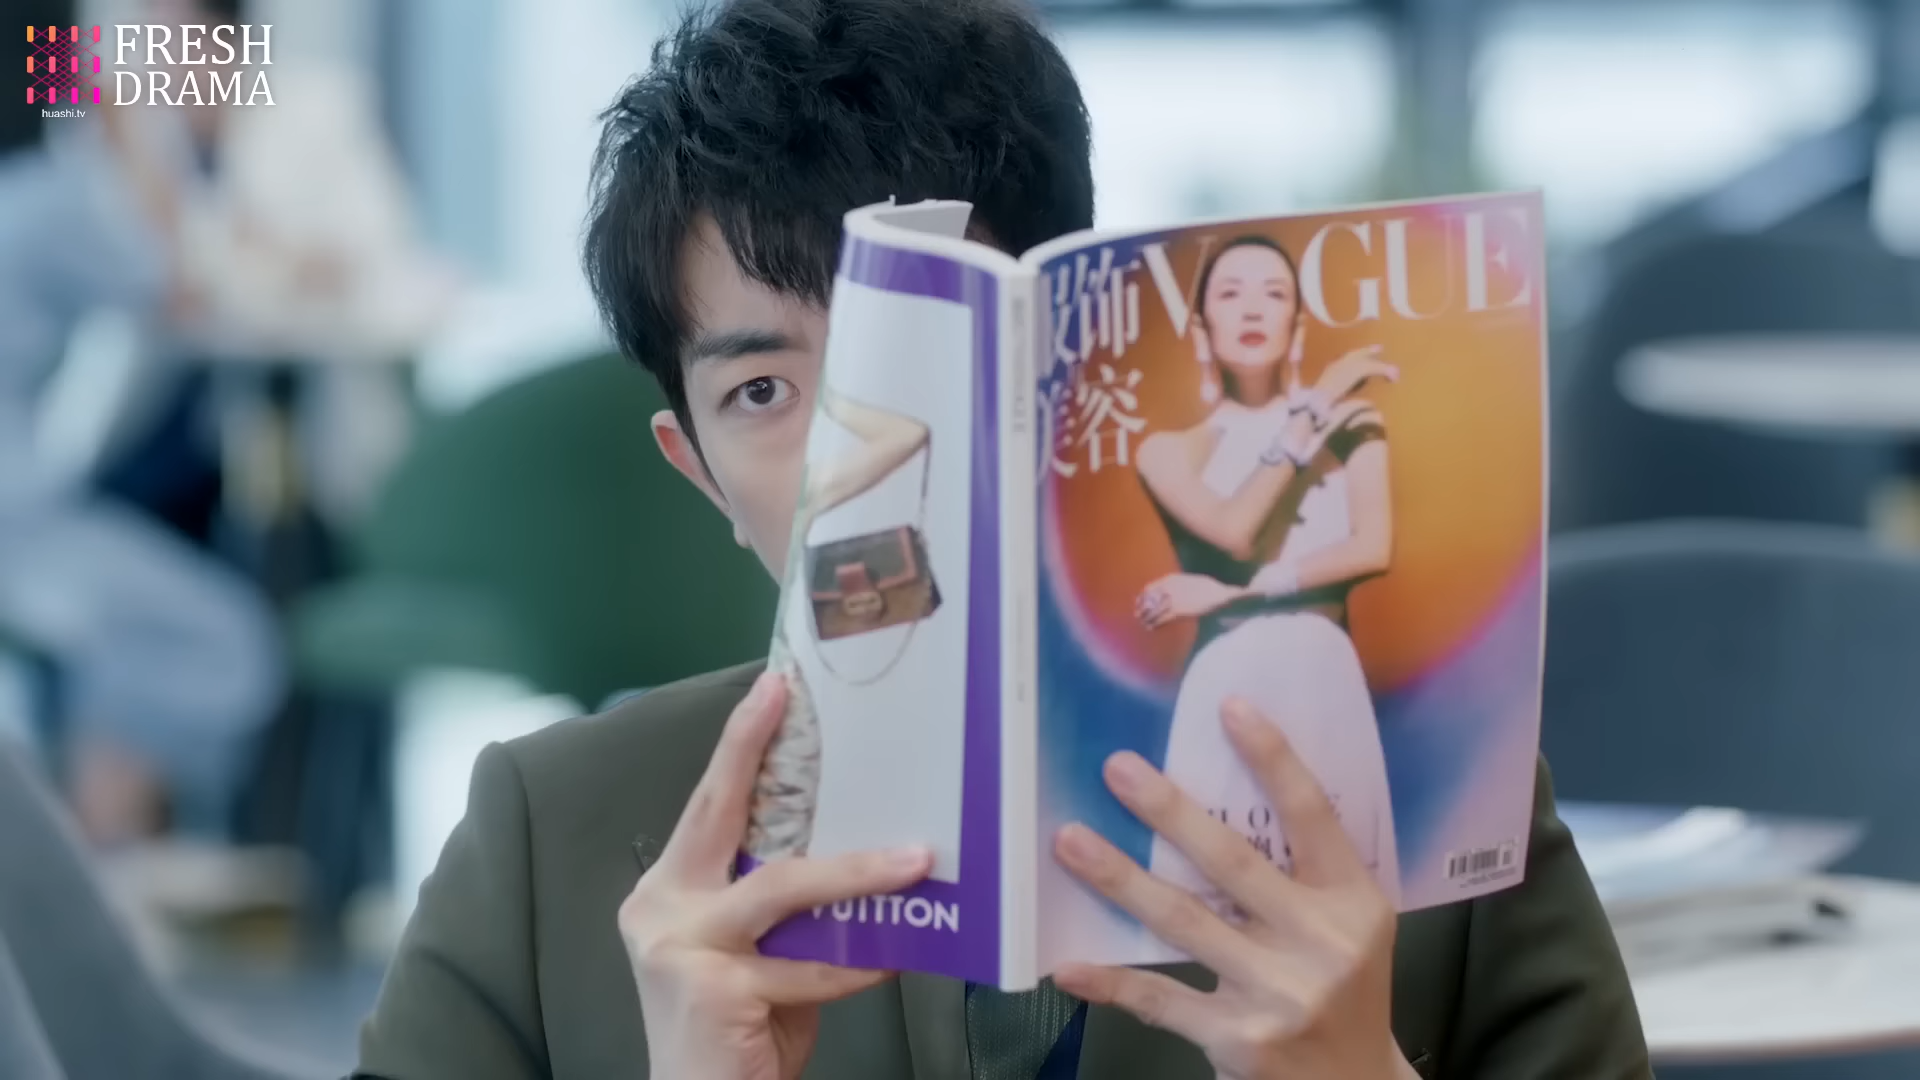 FRESH
DRAMA
huashi.tv
服饰 VOGUE
美容
VUITTON